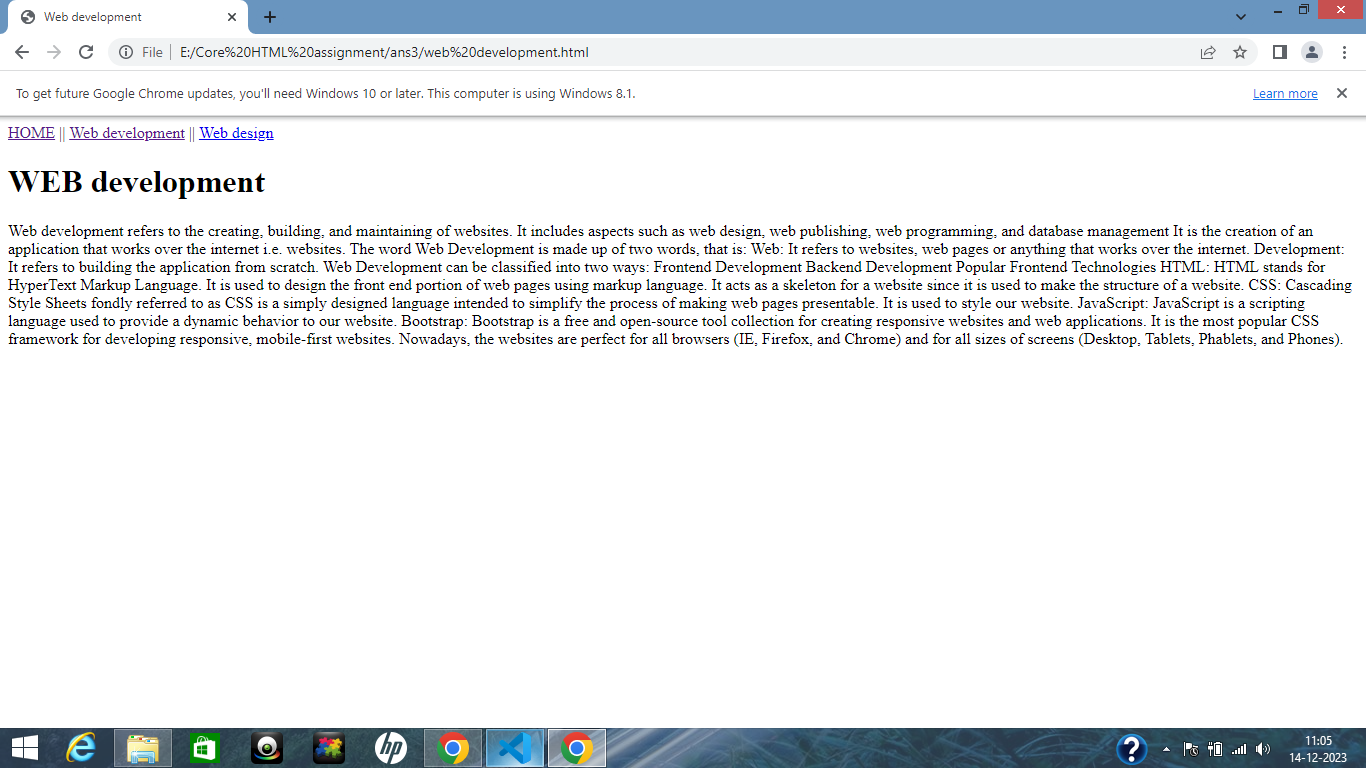 Web development
File
E:/Core%20HTML%20assignment/ans3/web%20development.html
To get future Google Chrome updates, you'll need Windows 10 or later. This computer is using Windows 8.1.
Learn more
HOME || Web development || Web design
WEB development
Web development refers to the creating, building, and maintaining of websites. It includes aspects such as web design, web publishing, web programming, and database management It is the creation of an
application that works over the internet i.e. websites. The word Web Development is made up of two words, that is: Web: It refers to websites, web pages or anything that works over the internet. Development:
It refers to building the application from scratch. Web Development can be classified into two ways: Frontend Development Backend Development Popular Frontend Technologies HTML: HTML stands for
HyperText Markup Language. It is used to design the front end portion of web pages using markup language. It acts as a skeleton for a website since it is used to make the structure of a website. CSS: Cascading
Style Sheets fondly referred to as CSS is a simply designed language intended to simplify the process of making web pages presentable. It is used to style our website. JavaScript: JavaScript is a scripting
language used to provide a dynamic behavior to our website. Bootstrap: Bootstrap is a free and open-source tool collection for creating responsive websites and web applications. It is the most popular CSS
framework for developing responsive, mobile-first websites. Nowadays, the websites are perfect for all browsers (IE, Firefox, and Chrome) and for all sizes of screens (Desktop, Tablets, Phablets, and Phones).
hp
11:05
14-12-2023